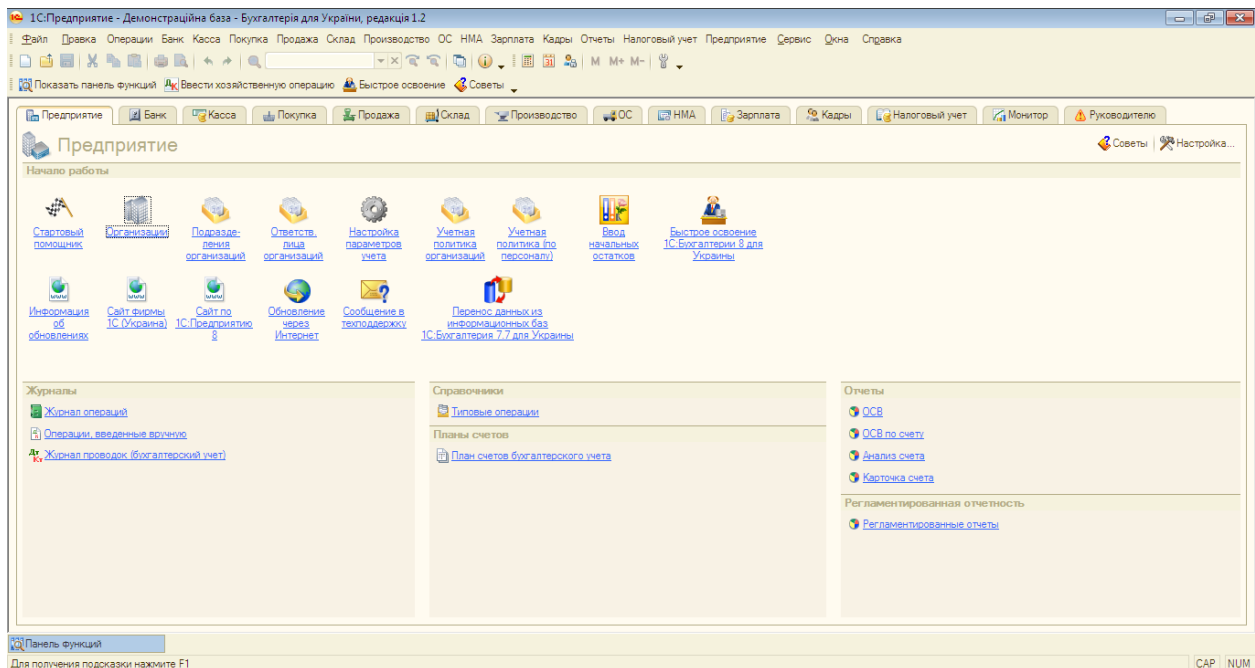 1С:Предприятие - Демонстраційна база - Бухгалтерія для України, редакція 1.2
Файл Правка Операции Банк Касса Покупка Продажа Склад Производство ОС НМА Зарплата Кадры Отчеты Налоговый учет Предприятие Сервис Окна Справка
M M+ M-
Показать панель функций Ввести хозяйственную операцию Быстрое освоение Советы
Предприятие Банк Касса Покупка Продажа Склад Производство ОС НМА Зарплата Кадры Налоговый учет Монитор Руководителю
Предприятие
Советы Настройка...
Начало работы
Стартовый помощник
Организации
Подразде-
ления
организаций
Ответств.
лица
организаций
Настройка
параметров
учета
Учетная
политика
организаций
Учетная
политика (по
персоналу)
Ввод
начальных
остатков
Быстрое освоение
1С:Бухгалтерии 8 для
Украины
Информация
об
обновлениях
Сайт фирмы
1С (Украина)
Сайт по
1С:Предприятию
8
Обновление
через
Интернет
Сообщение в
техподдержку
Перенос данных из
информационных баз
1С:Бухгалтерия 7.7 для Украины
Журналы
Журнал операций
Операции, введенные вручную
Журнал проводок (бухгалтерский учет)
Справочники
Типовые операции
Планы счетов
План счетов бухгалтерского учета
Отчеты
ОСВ
ОСВ по счету
Анализ счета
Карточка счета
Регламентированная отчетность
Регламентированные отчеты
Панель функций
Для получения подсказки нажмите F1
CAP NUM